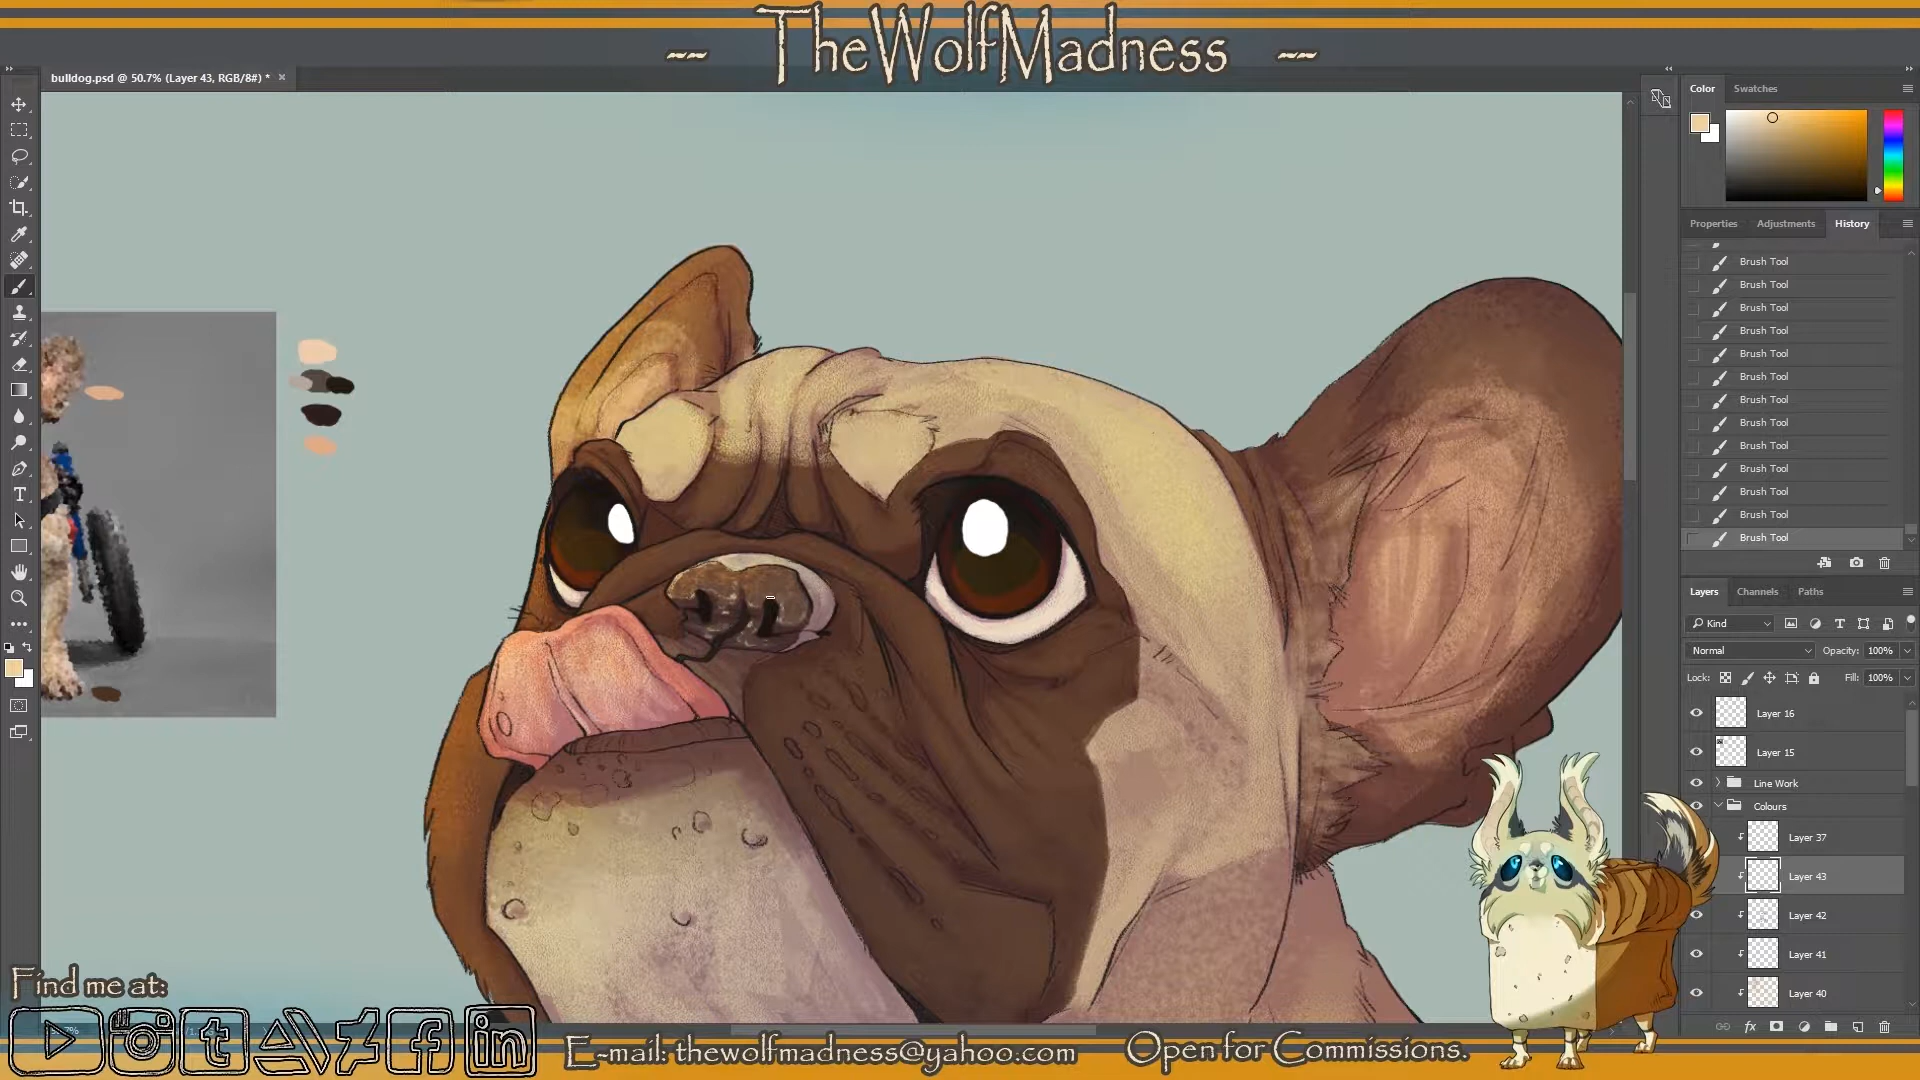 -- TheWolfMadness --
bulldog.psd @ 50.7% (Layer 43, RGB/8#) *
Color Swatches
Properties Adjustments History
Brush Tool
Brush Tool
Brush Tool
Brush Tool
Brush Tool
Brush Tool
Brush Tool
Brush Tool
Brush Tool
Brush Tool
Brush Tool
Brush Tool
Brush Tool
Layers Channels Paths
Kind
Normal Opacity: 100%
Lock: Fill: 100%
Layer 16
Layer 15
Line Work
Colours
Layer 37
Layer 43
Layer 42
Layer 41
Layer 40
fx
Find me at:
E-mail: thewolfmadness@yahoo.com
Open for Commissions.